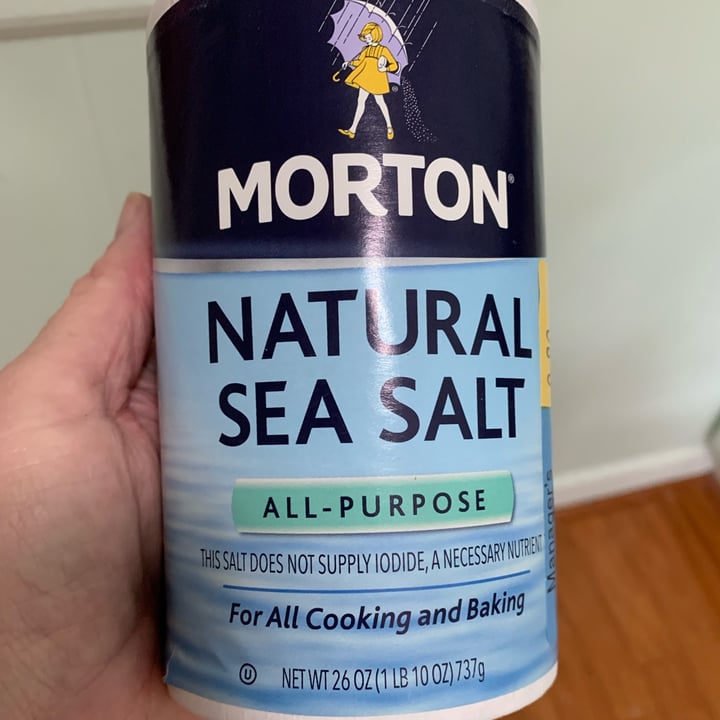 MORTON®
NATURAL
SEA SALT
ALL-PURPOSE
THIS SALT DOES NOT SUPPLY IODIDE, A NECESSARY NUTRIENT
For All Cooking and Baking
U NET WT 26 OZ (1 LB 10 OZ) 737g
Manager's